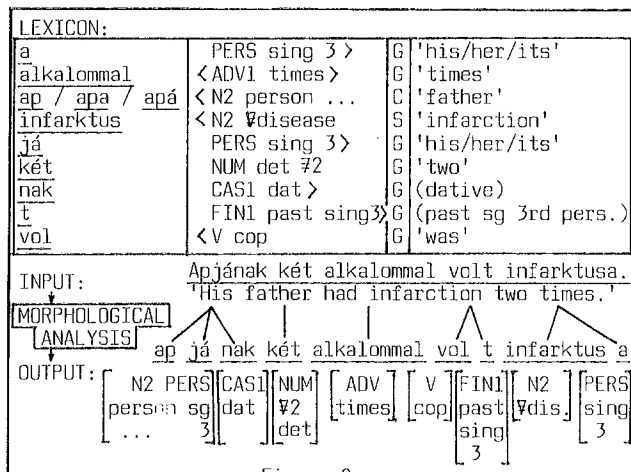 LEXICON:
a PERS sing 3 > G 'his/her/its'
alkalommal <ADV1 times> G 'times'
ap / apa / apá <N2 person ... C 'father'
infarktus <N2 ∀disease S 'infarction'
já PERS sing 3> G 'his/her/its'
két NUM det ∀2 G 'two'
nak CAS1 dat > G (dative)
t FIN1 past sing3> G (past sg 3rd pers.)
vol <V cop G 'was'
INPUT: Apjának két alkalommal volt infarktusa.
'His father had infarction two times.'
MORPHOLOGICAL
ANALYSIS
ap já nak két alkalommal vol t infarktus a
OUTPUT: [N2 PERS] [CAS1] [NUM] [ADV] [V] [FIN1] [N2] [PERS]
person sg dat ∀2 times cop past ∀dis. sing
... 3 det sing 3
3